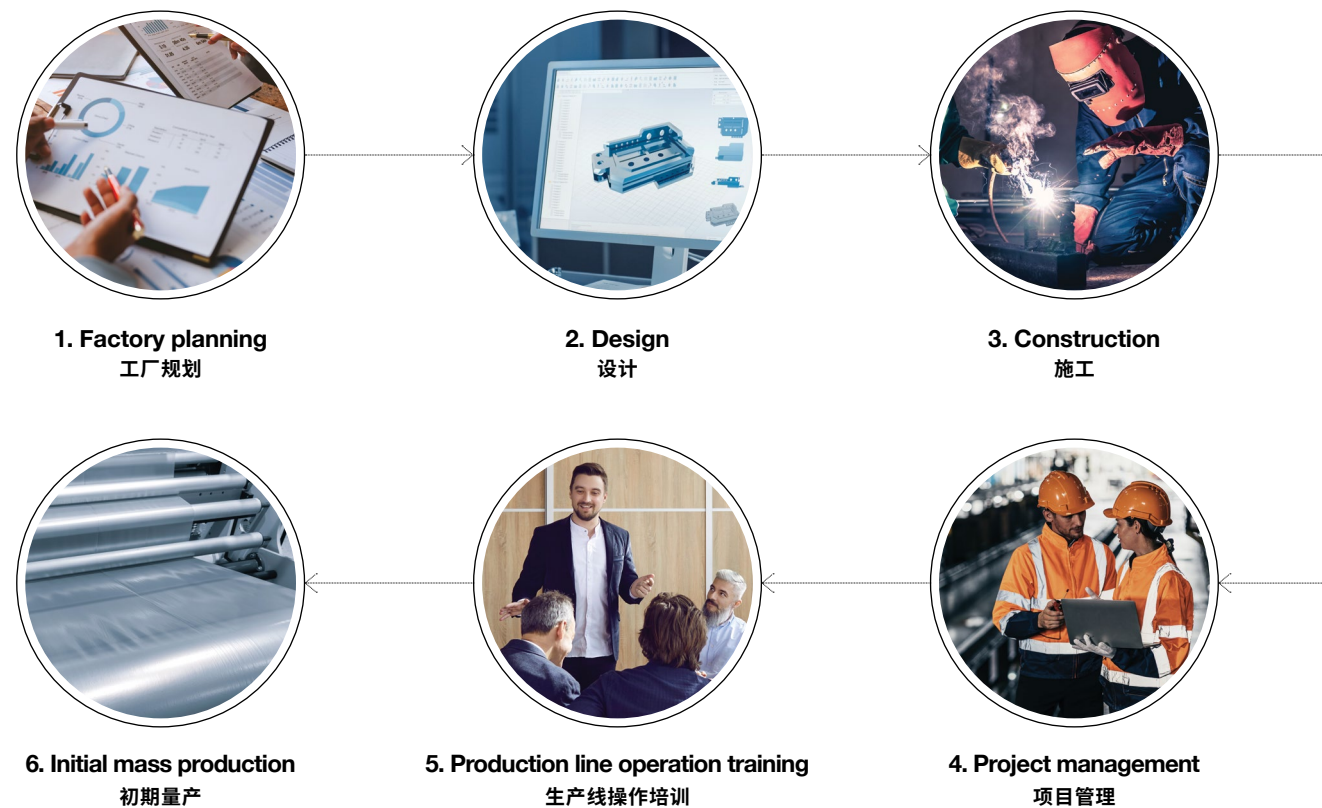 1. Factory planning
工厂规划
2. Design
设计
3. Construction
施工
6. Initial mass production
初期量产
5. Production line operation training
生产线操作培训
4. Project management
项目管理